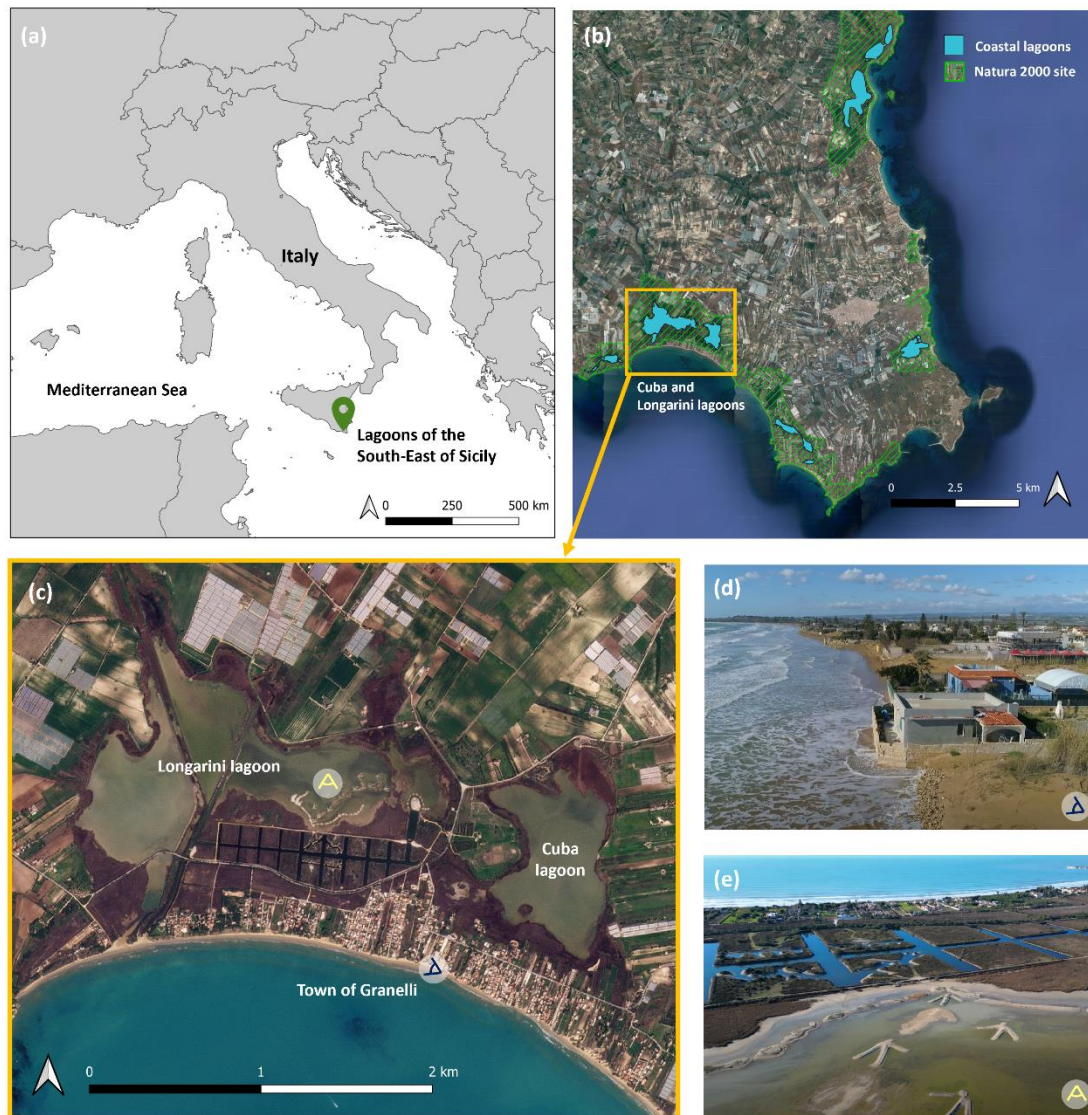 (a)
Italy
Mediterranean Sea
Lagoons of the
South-East of Sicily
0 250 500 km
(b)
Coastal lagoons
Natura 2000 site
Cuba and
Longarini lagoons
0 2.5 5 km
(c)
Longarini lagoon
Cuba
lagoon
Town of Granelli
0 1 2 km
(d)
(e)